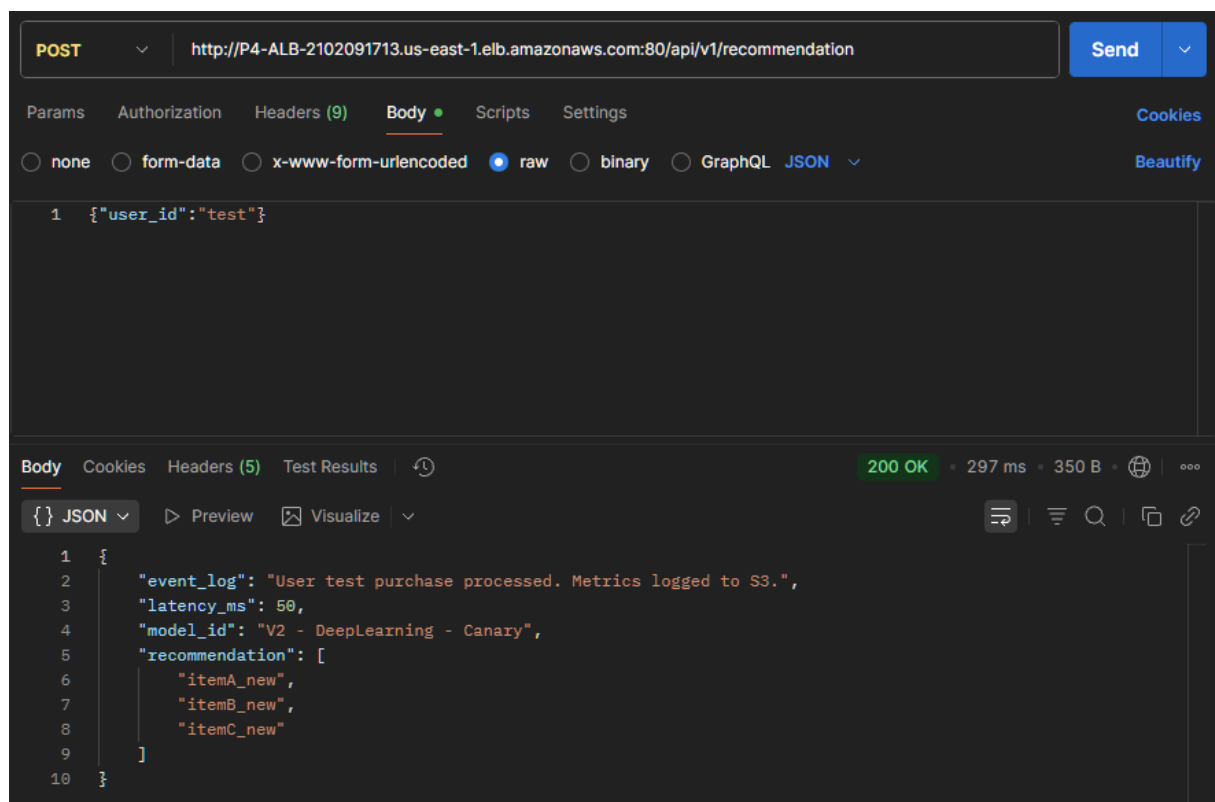 POST http://P4-ALB-2102091713.us-east-1.elb.amazonaws.com:80/api/v1/recommendation Send
Params Authorization Headers (9) Body Scripts Settings Cookies
none form-data x-www-form-urlencoded raw binary GraphQL JSON Beautify
1 {"user_id":"test"}
Body Cookies Headers (5) Test Results 200 OK 297 ms 350 B
{} JSON Preview Visualize
1 {
2 "event_log": "User test purchase processed. Metrics logged to S3.",
3 "latency_ms": 50,
4 "model_id": "V2 - DeepLearning - Canary",
5 "recommendation": [
6 "itemA_new",
7 "itemB_new",
8 "itemC_new"
9 ]
10 }